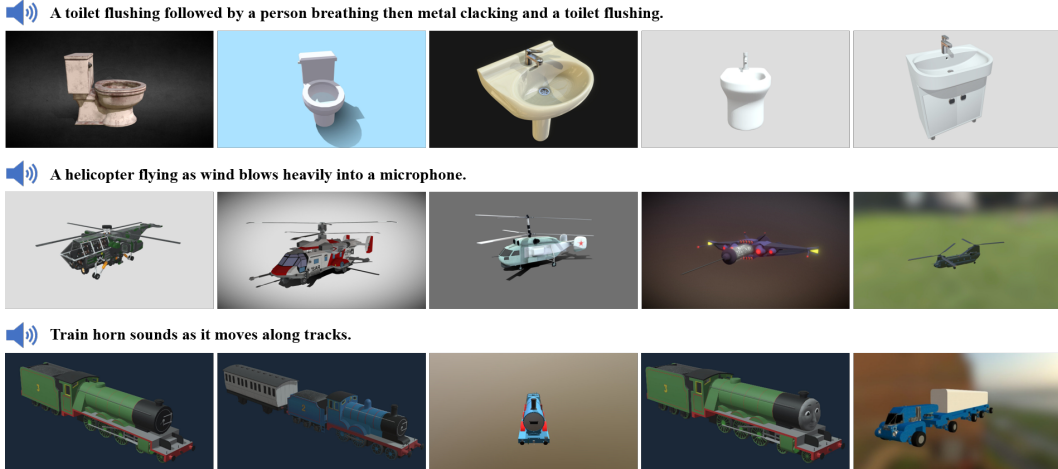 A toilet flushing followed by a person breathing then metal clacking and a toilet flushing.
A helicopter flying as wind blows heavily into a microphone.
Train horn sounds as it moves along tracks.